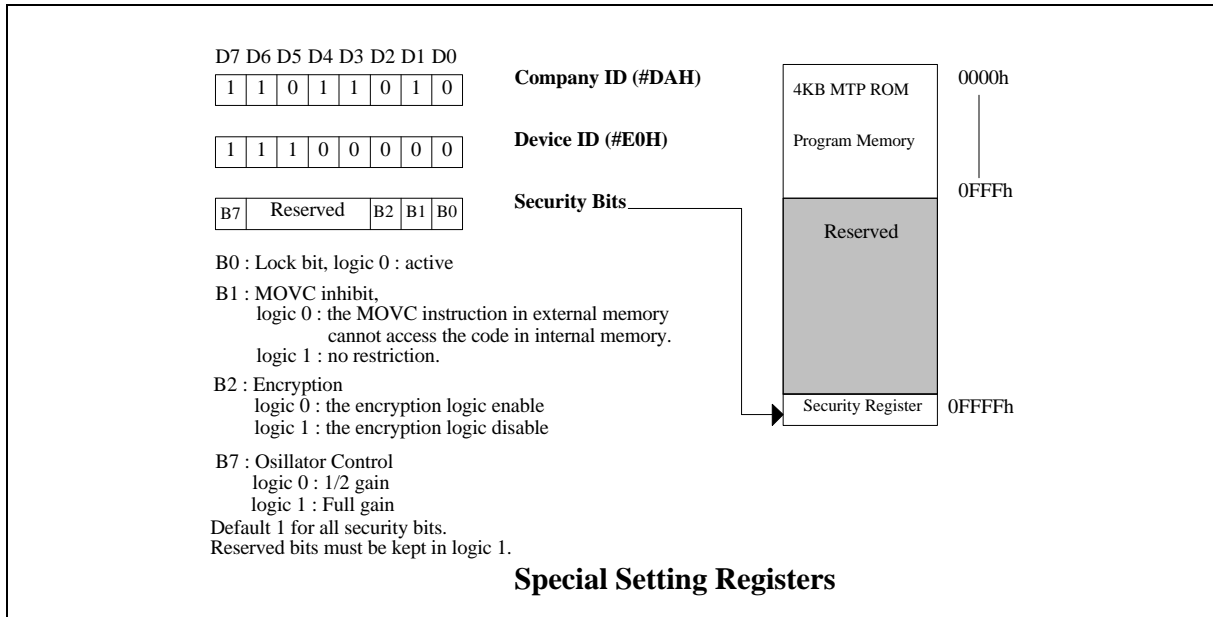 D7 D6 D5 D4 D3 D2 D1 D0
1 1 0 1 1 0 1 0
Company ID (#DAH)
1 1 1 0 0 0 0 0
Device ID (#E0H)
B7 Reserved B2 B1 B0
Security Bits
B0 : Lock bit, logic 0 : active
B1 : MOVC inhibit,
logic 0 : the MOVC instruction in external memory
cannot access the code in internal memory.
logic 1 : no restriction.
B2 : Encryption
logic 0 : the encryption logic enable
logic 1 : the encryption logic disable
B7 : Osillator Control
logic 0 : 1/2 gain
logic 1 : Full gain
Default 1 for all security bits.
Reserved bits must be kept in logic 1.
4KB MTP ROM
Program Memory
0000h
0FFFh
Reserved
Security Register
0FFFFh
Special Setting Registers